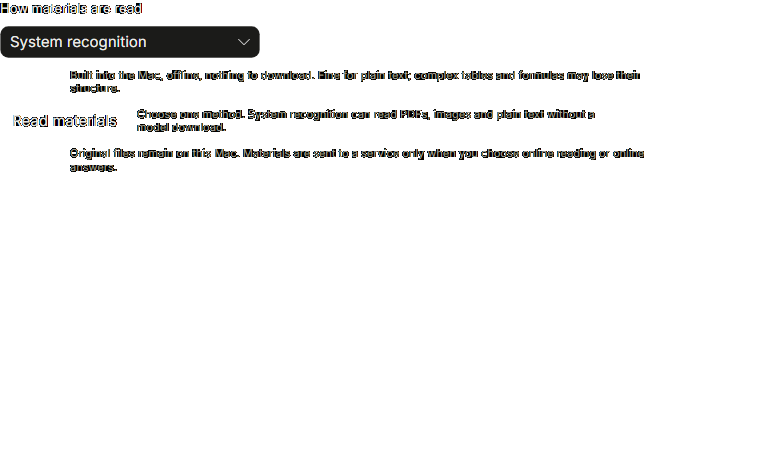 How materials are read
System recognition
Built into the Mac, offline, nothing to download. Fine for plain text; complex tables and formulas may lose their
structure.
Read materials
Choose one method. System recognition can read PDFs, images and plain text without a
model download.
Original files remain on this Mac. Materials are sent to a service only when you choose online reading or online
answers.